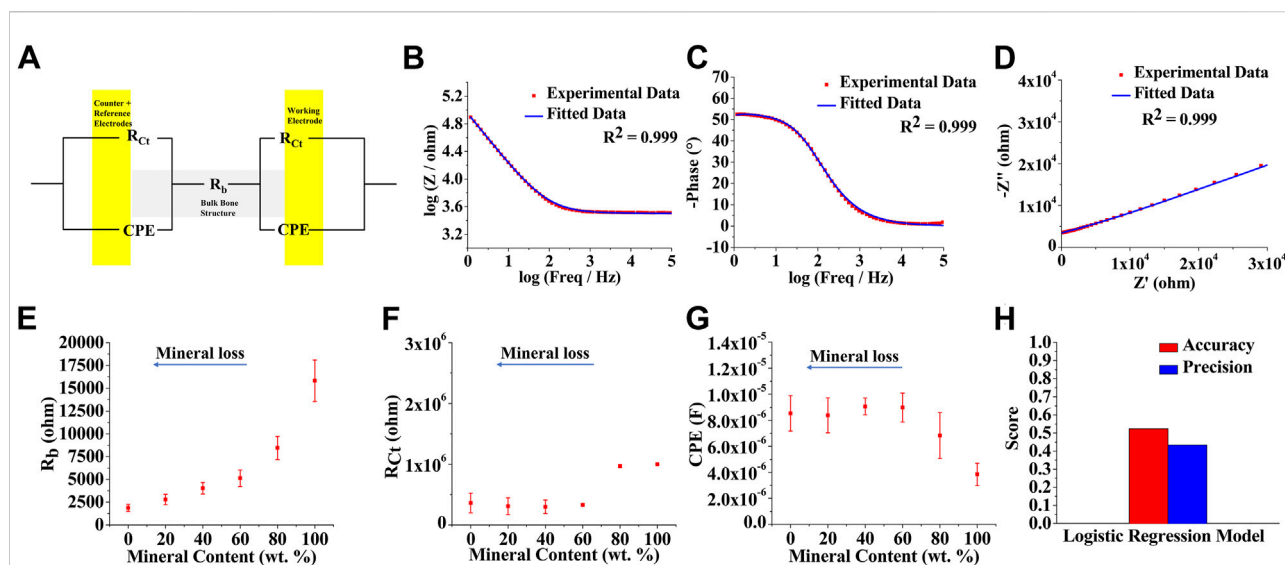 A
Counter +
Reference
Electrodes
Working
Electrode
RCt
RCt
Rb
Bulk Bone
Structure
CPE
CPE
B
Experimental Data
Fitted Data
R2 = 0.999
log (Z / ohm)
5.2
4.8
4.4
4.0
3.6
3.2
0 1 2 3 4 5
log (Freq / Hz)
C
Experimental Data
Fitted Data
R2 = 0.999
-Phase (°)
70
60
50
40
30
20
10
0
-10
0 1 2 3 4 5
log (Freq / Hz)
D
Experimental Data
Fitted Data
R2 = 0.999
-Z" (ohm)
4x10^4
3x10^4
2x10^4
1x10^4
0
1x10^4 2x10^4 3x10^4
Z' (ohm)
E
Mineral loss
Rb (ohm)
20000
17500
15000
12500
10000
7500
5000
2500
0
0 20 40 60 80 100
Mineral Content (wt. %)
F
Mineral loss
RCt (ohm)
3x10^6
2x10^6
1x10^6
0
0 20 40 60 80 100
Mineral Content (wt. %)
G
Mineral loss
CPE (F)
1.4x10^-5
1.2x10^-5
1.0x10^-5
8.0x10^-6
6.0x10^-6
4.0x10^-6
2.0x10^-6
0.0
0 20 40 60 80 100
Mineral Content (wt. %)
H
Accuracy
Precision
Score
1.0
0.9
0.8
0.7
0.6
0.5
0.4
0.3
0.2
0.1
0.0
Logistic Regression Model